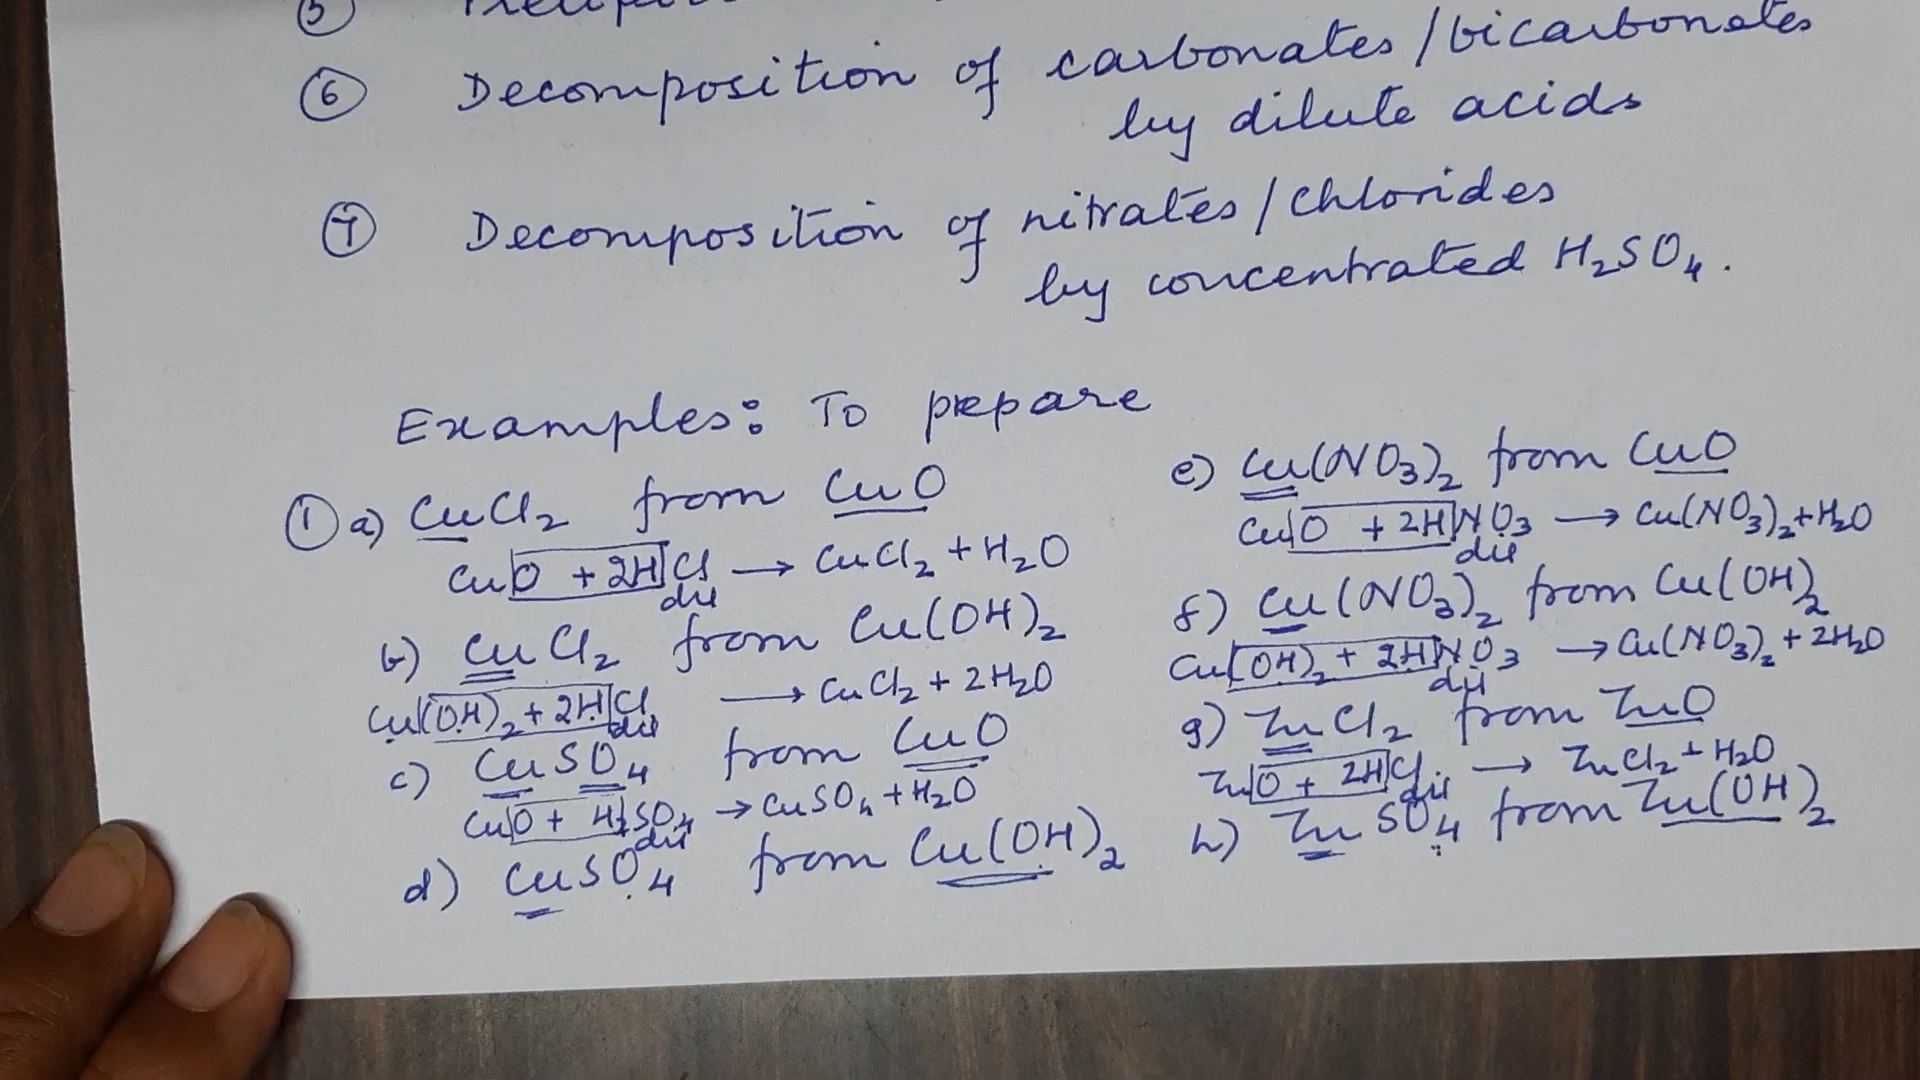 ⑤
⑥ Decomposition of carbonates/bicarbonates
by dilute acids
⑦ Decomposition of nitrates/chlorides
by concentrated H₂SO₄.
Examples: To prepare
① a) CuCl₂ from CuO
CuO + 2HCl dil → CuCl₂ + H₂O
b) CuCl₂ from Cu(OH)₂
Cu(OH)₂ + 2HCl dil → CuCl₂ + 2H₂O
c) CuSO₄ from CuO
CuO + H₂SO₄ dil → CuSO₄ + H₂O
d) CuSO₄ from Cu(OH)₂
e) Cu(NO₃)₂ from CuO
CuO + 2HNO₃ dil → Cu(NO₃)₂ + H₂O
f) Cu(NO₃)₂ from Cu(OH)₂
Cu(OH)₂ + 2HNO₃ dil → Cu(NO₃)₂ + 2H₂O
g) ZnCl₂ from ZnO
ZnO + 2HCl dil → ZnCl₂ + H₂O
h) ZnSO₄ from Zn(OH)₂